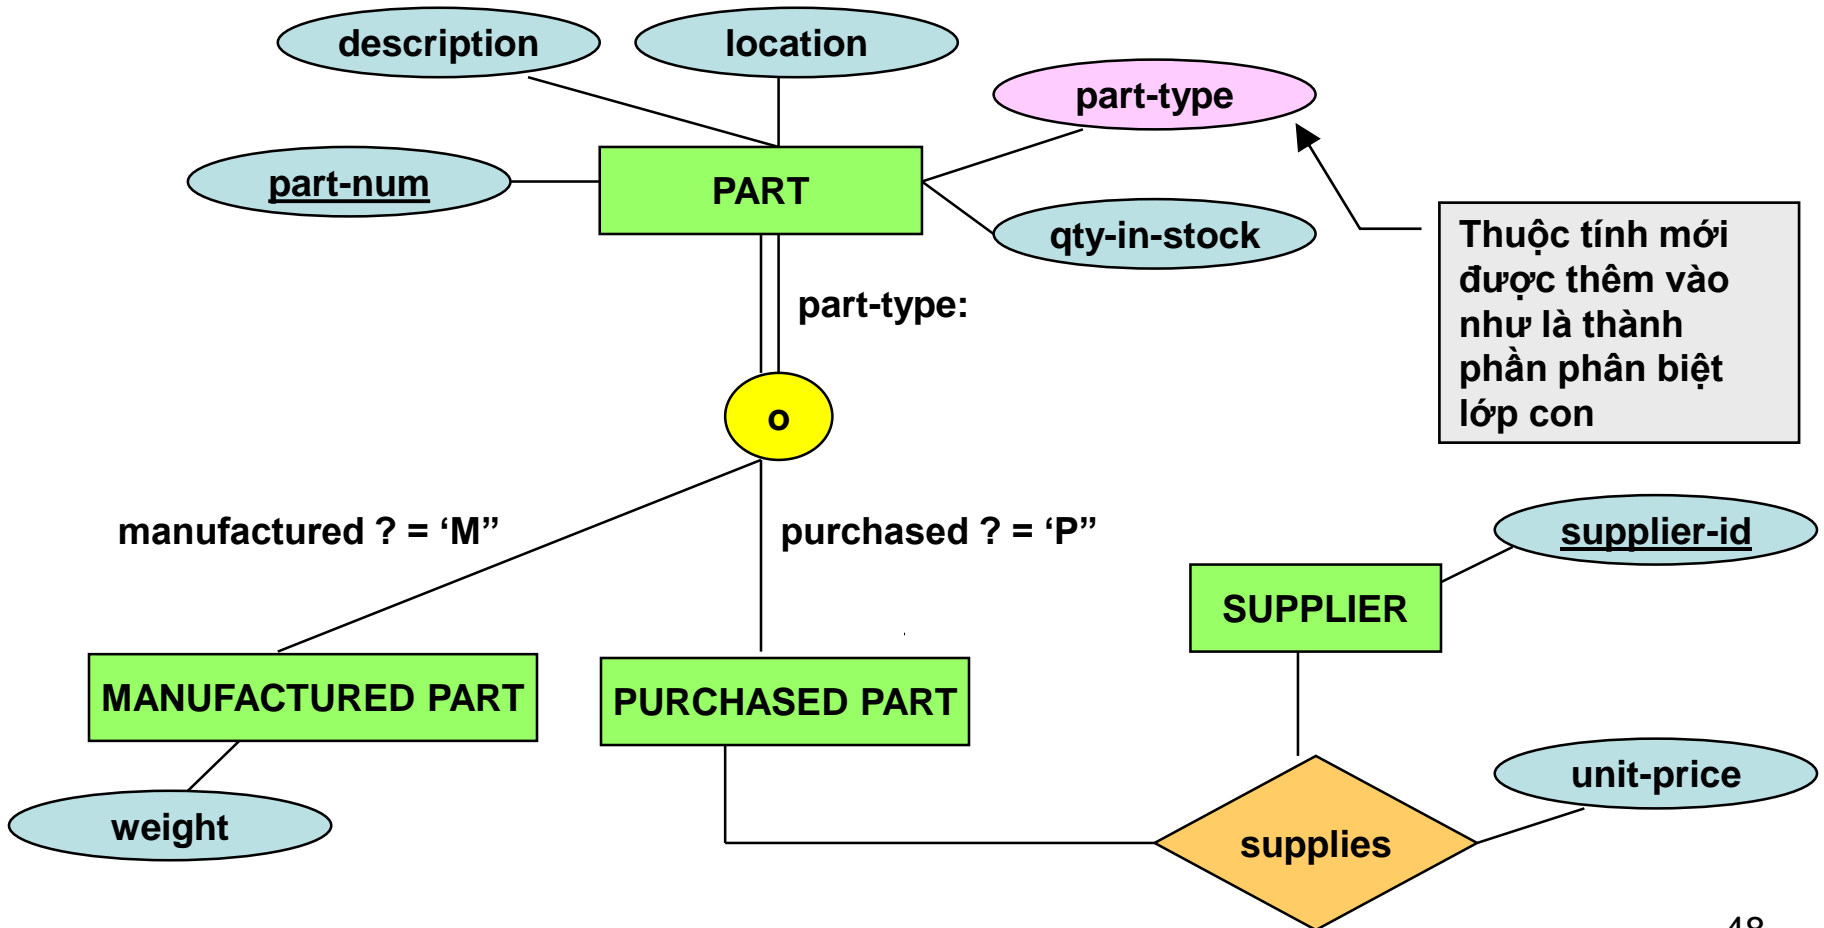 description
location
part-type
part-num
PART
qty-in-stock
Thuộc tính mới
được thêm vào
như là thành
phần phân biệt
lớp con
part-type:
o
manufactured ? = ‘M”
purchased ? = ‘P”
supplier-id
SUPPLIER
MANUFACTURED PART
PURCHASED PART
unit-price
weight
supplies